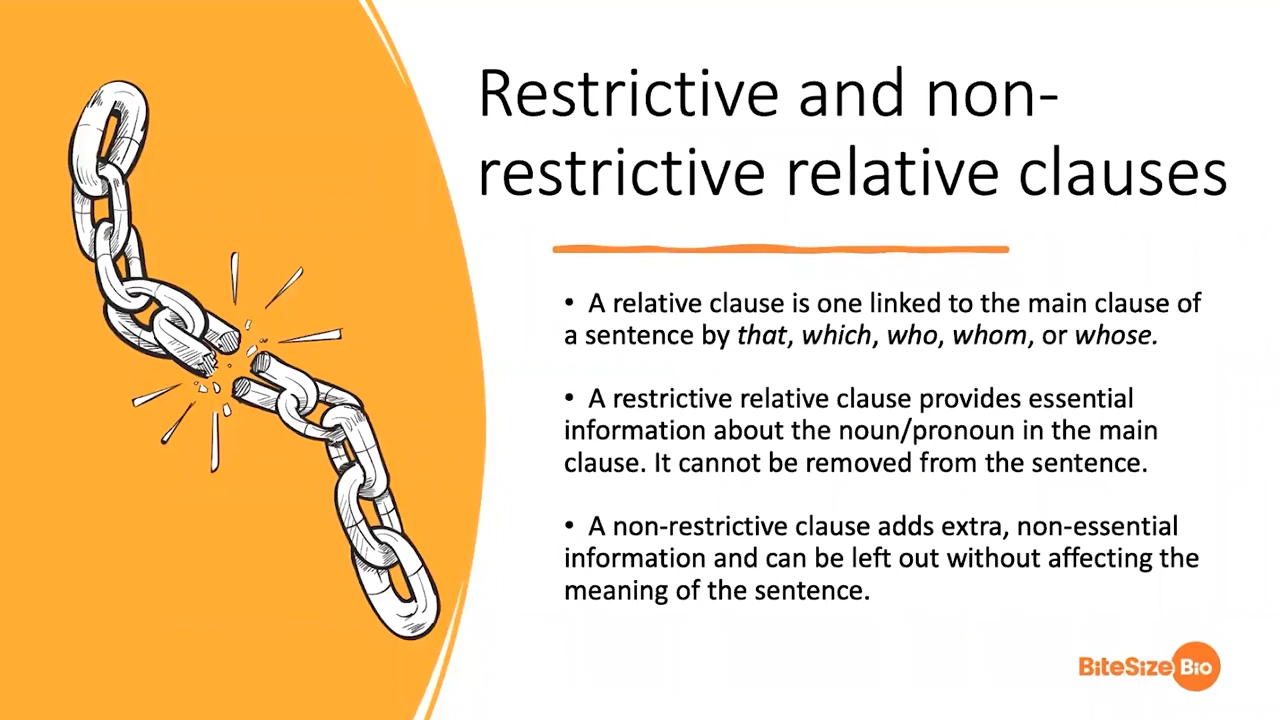 Restrictive and non-
restrictive relative clauses
• A relative clause is one linked to the main clause of
a sentence by that, which, who, whom, or whose.
• A restrictive relative clause provides essential
information about the noun/pronoun in the main
clause. It cannot be removed from the sentence.
• A non-restrictive clause adds extra, non-essential
information and can be left out without affecting the
meaning of the sentence.
BiteSize Bio